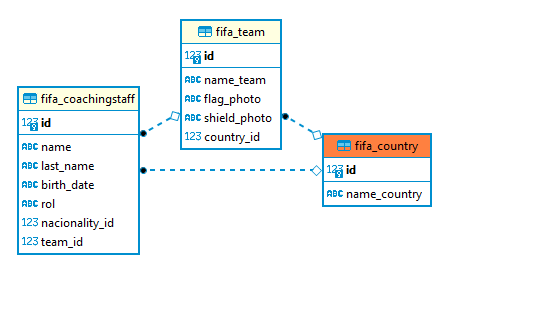 fifa_team
123 id
ABC name_team
ABC flag_photo
ABC shield_photo
123 country_id
fifa_coachingstaff
123 id
ABC name
ABC last_name
ABC birth_date
ABC rol
123 nacionality_id
123 team_id
fifa_country
123 id
ABC name_country